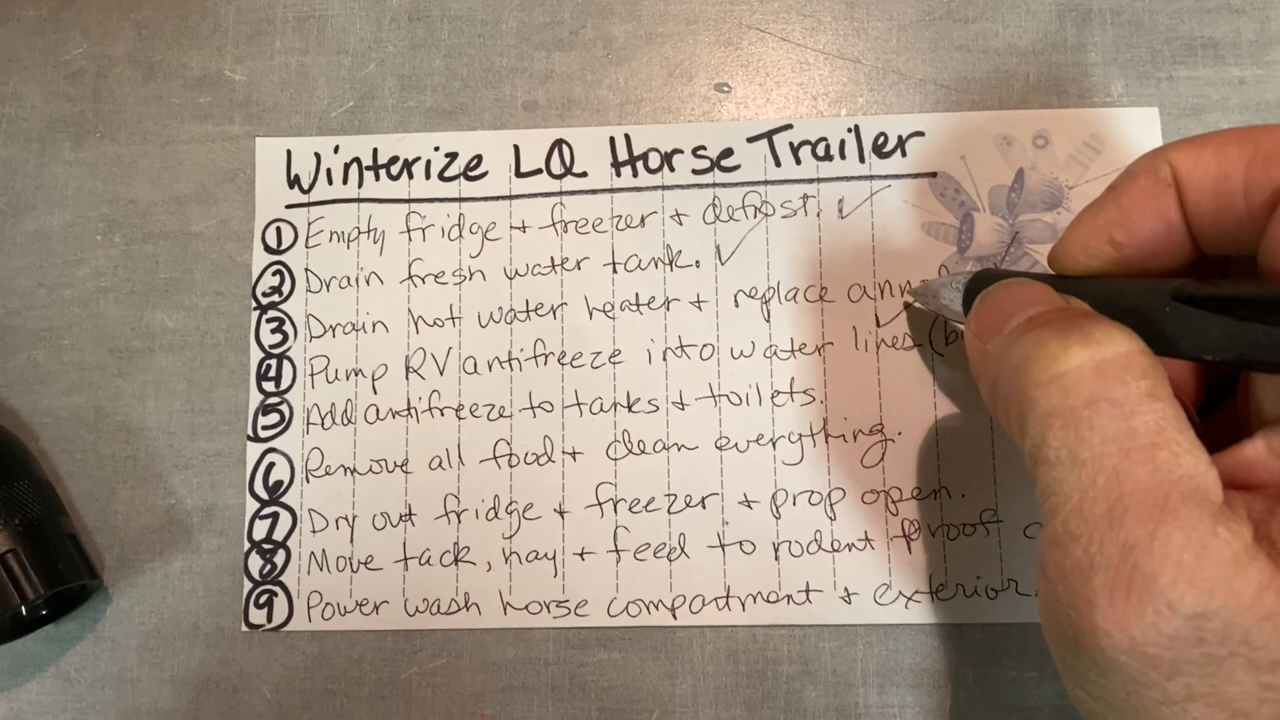 Winterize LQ Horse Trailer
① Empty fridge + freezer + defrost. ✓
② Drain fresh water tank. ✓
③ Drain hot water heater + replace
④ Pump RV antifreeze into water lines
⑤ Add antifreeze to tanks + toilets.
⑥ Remove all food + clean everything.
⑦ Dry out fridge + freezer + prop open.
⑧ Move tack, hay + feed to rodent proof
⑨ Power wash horse compartment + exterior.